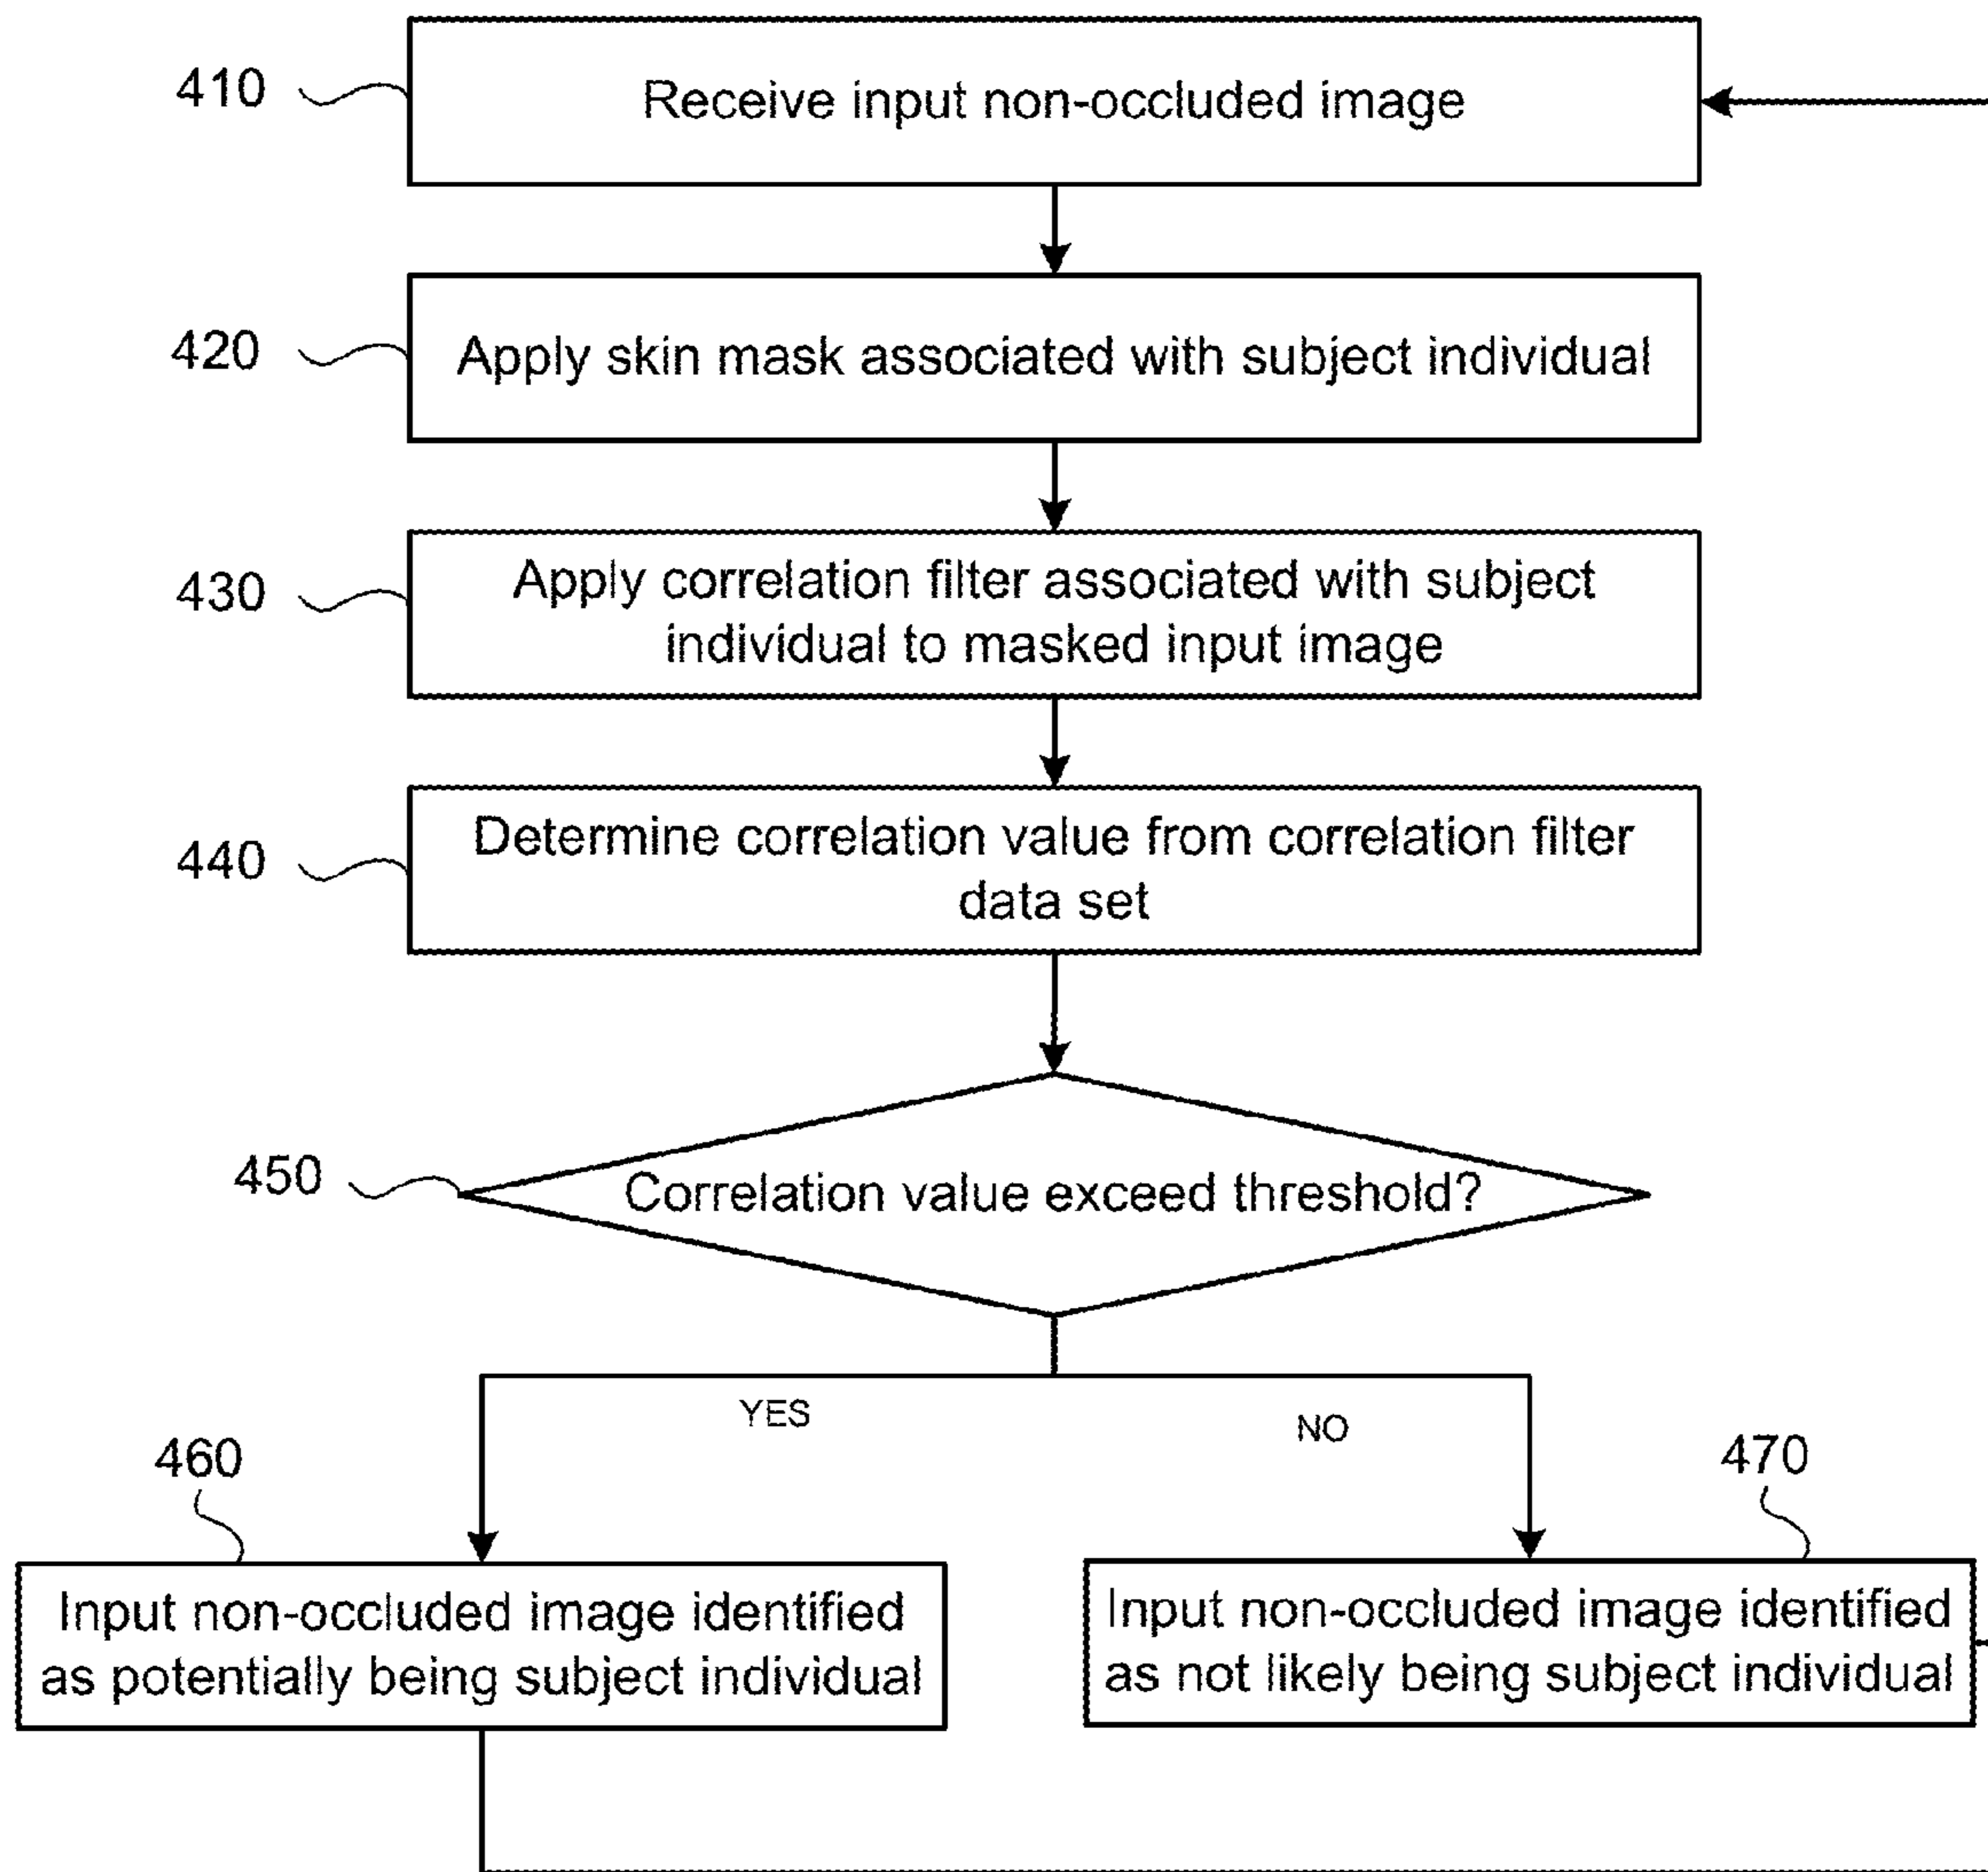 410
Receive input non-occluded image
420
Apply skin mask associated with subject individual
430
Apply correlation filter associated with subject
individual to masked input image
440
Determine correlation value from correlation filter
data set
450
Correlation value exceed threshold?
YES
NO
460
Input non-occluded image identified
as potentially being subject individual
470
Input non-occluded image identified
as not likely being subject individual